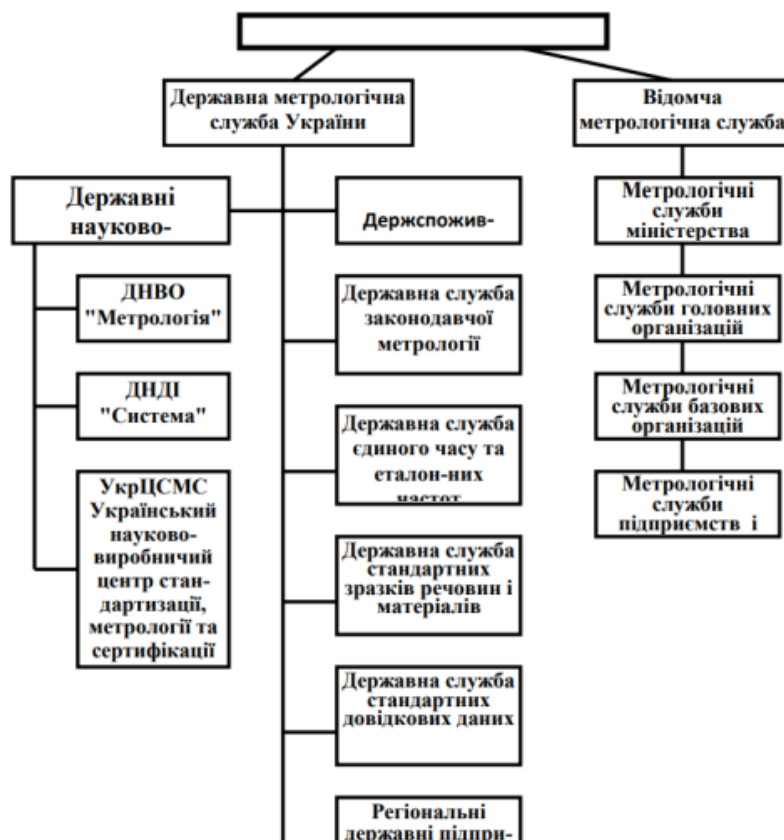 Державна метрологічна
служба України
Відомча
метрологічна служба
Державні
науково-
Держспожив-
Метрологічні
служби
міністерства
ДНВО
"Метрологія"
Державна служба
законодавчої
метрології
Метрологічні
служби головних
організацій
ДНДІ
"Система"
Державна служба
єдиного часу та
еталон-них
частот
Метрологічні
служби базових
організацій
УкрЦСМС
Український
науково-
виробничий
центр стан-
дартизації,
метрології та
сертифікації
Метрологічні
служби
підприємств і
Державна служба
стандартних
зразків речовин і
матеріалів
Державна служба
стандартних
довідкових даних
Регіональні
державні підпри-